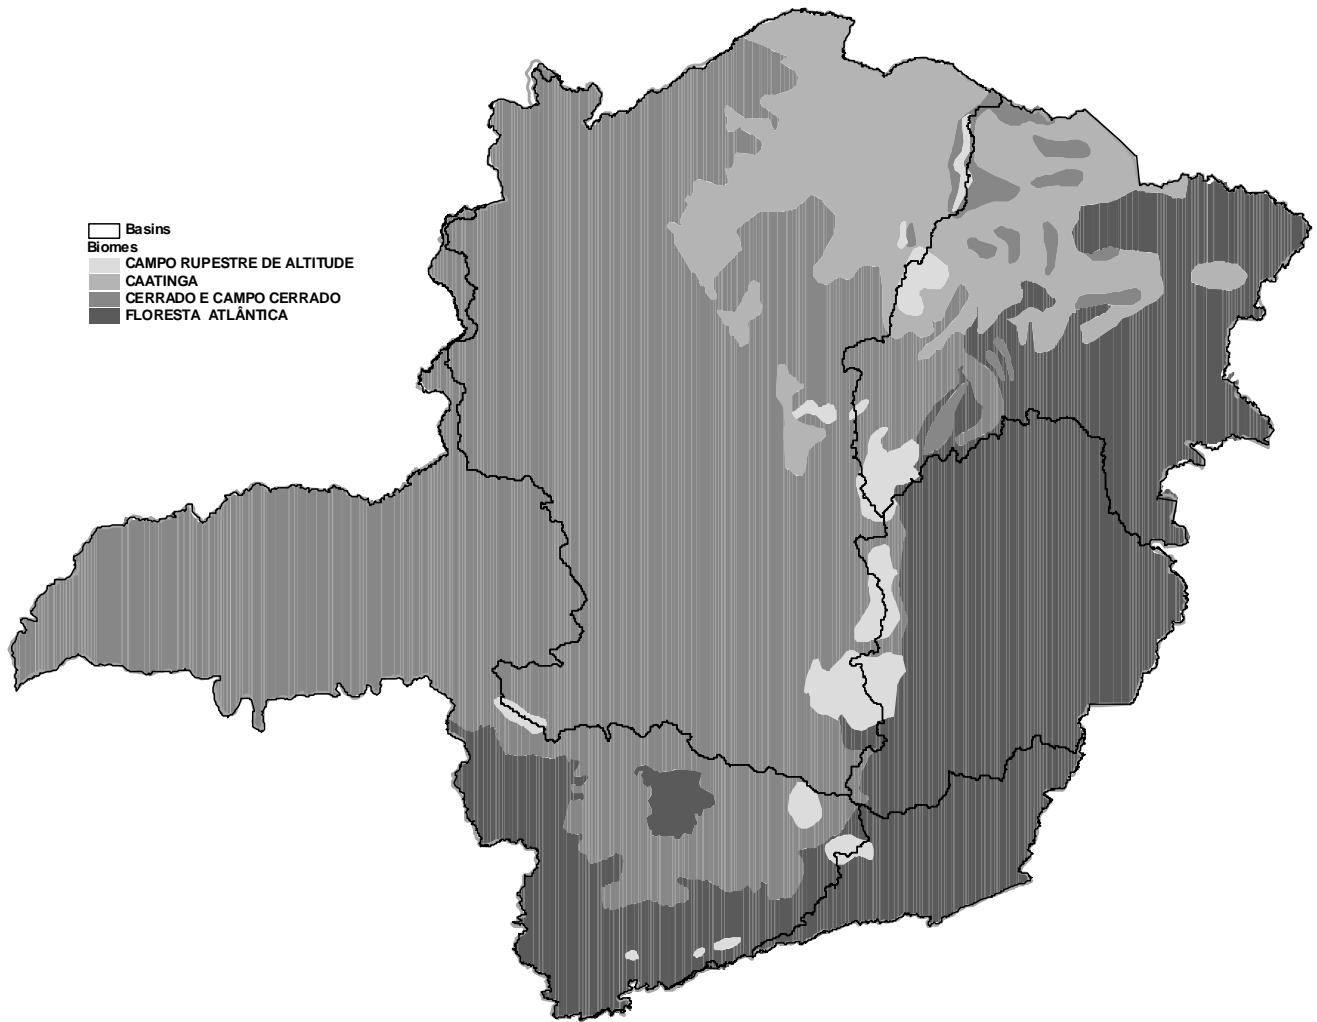 Basins
Biomes
CAMPO RUPESTRE DE ALTITUDE
CAATINGA
CERRADO E CAMPO CERRADO
FLORESTA ATLÂNTICA